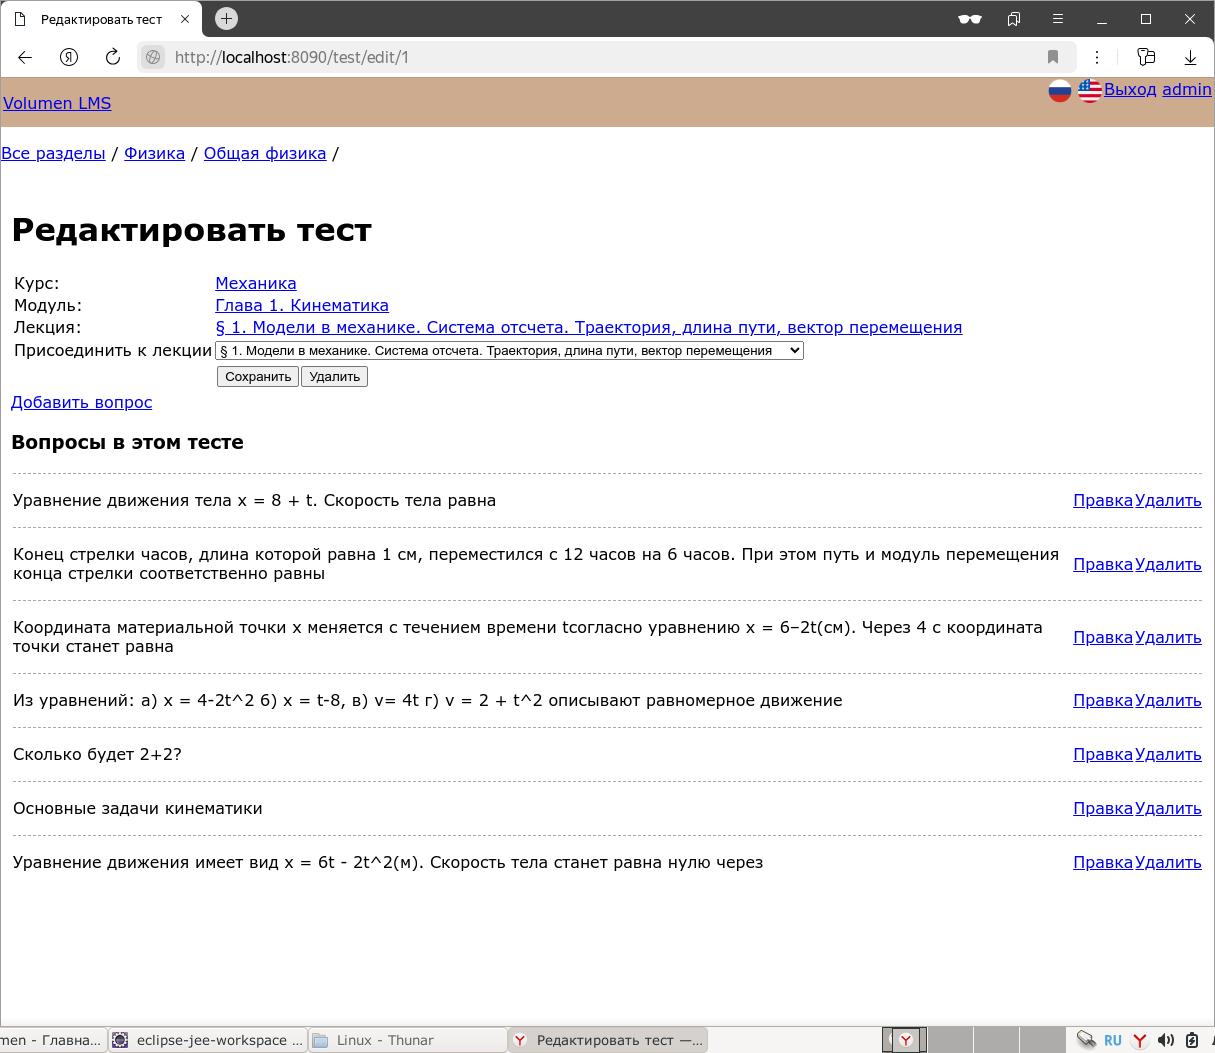 Редактировать тест
http://localhost:8090/test/edit/1
Volumen LMS
Выход admin
Все разделы / Физика / Общая физика /
Редактировать тест
Курс: Механика
Модуль: Глава 1. Кинематика
Лекция: § 1. Модели в механике. Система отсчета. Траектория, длина пути, вектор перемещения
Присоединить к лекции § 1. Модели в механике. Система отсчета. Траектория, длина пути, вектор перемещения
Сохранить Удалить
Добавить вопрос
Вопросы в этом тесте
Уравнение движения тела x = 8 + t. Скорость тела равна Правка Удалить
Конец стрелки часов, длина которой равна 1 см, переместился с 12 часов на 6 часов. При этом путь и модуль перемещения
конца стрелки соответственно равны Правка Удалить
Координата материальной точки x меняется с течением времени tсогласно уравнению x = 6–2t(см). Через 4 с координата
точки станет равна Правка Удалить
Из уравнений: а) x = 4-2t^2 б) x = t-8, в) v= 4t г) v = 2 + t^2 описывают равномерное движение Правка Удалить
Сколько будет 2+2? Правка Удалить
Основные задачи кинематики Правка Удалить
Уравнение движения имеет вид x = 6t - 2t^2(м). Скорость тела станет равна нулю через Правка Удалить
men - Главна... eclipse-jee-workspace ... Linux - Thunar Редактировать тест —... RU